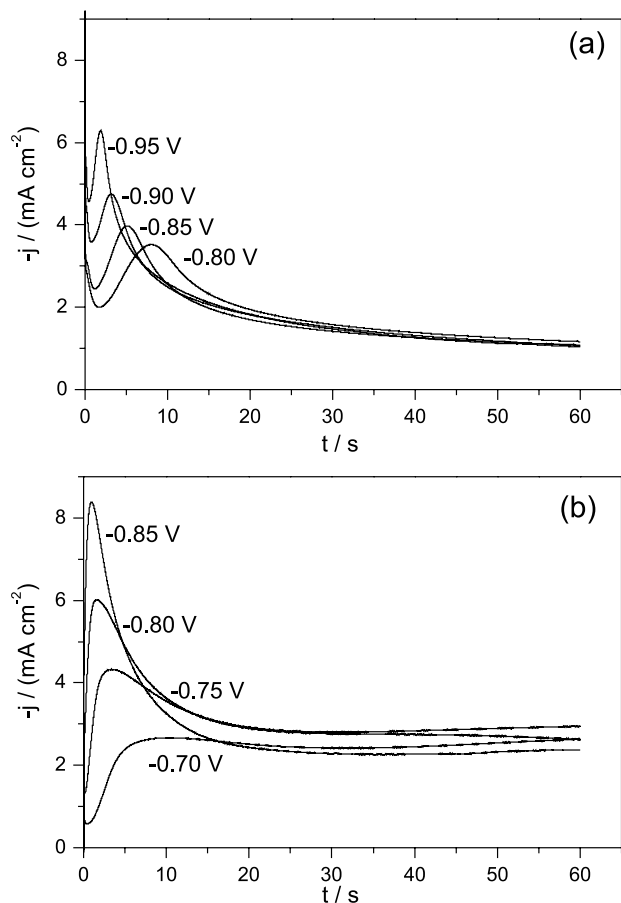 (a)
8
6
4
2
0
-j / (mA cm-2)
-0.95 V
-0.90 V
-0.85 V
-0.80 V
0 10 20 30 40 50 60
t / s
(b)
8
6
4
2
0
-j / (mA cm-2)
-0.85 V
-0.80 V
-0.75 V
-0.70 V
0 10 20 30 40 50 60
t / s